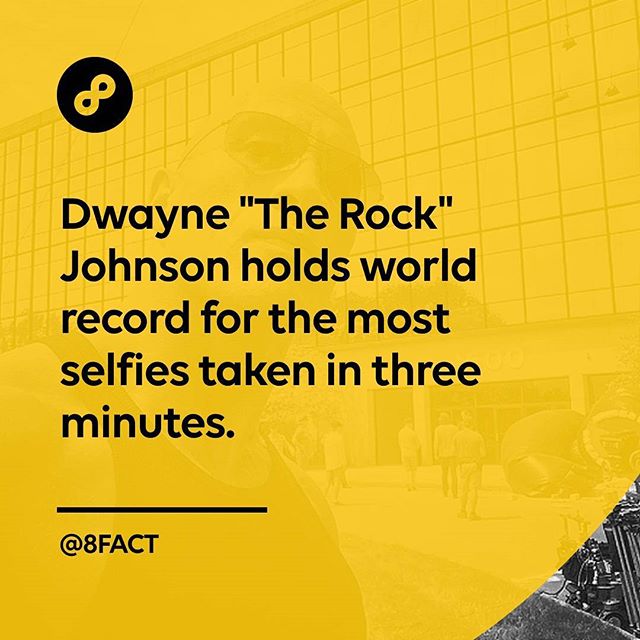 Dwayne "The Rock"
Johnson holds world
record for the most
selfies taken in three
minutes.
@8FACT